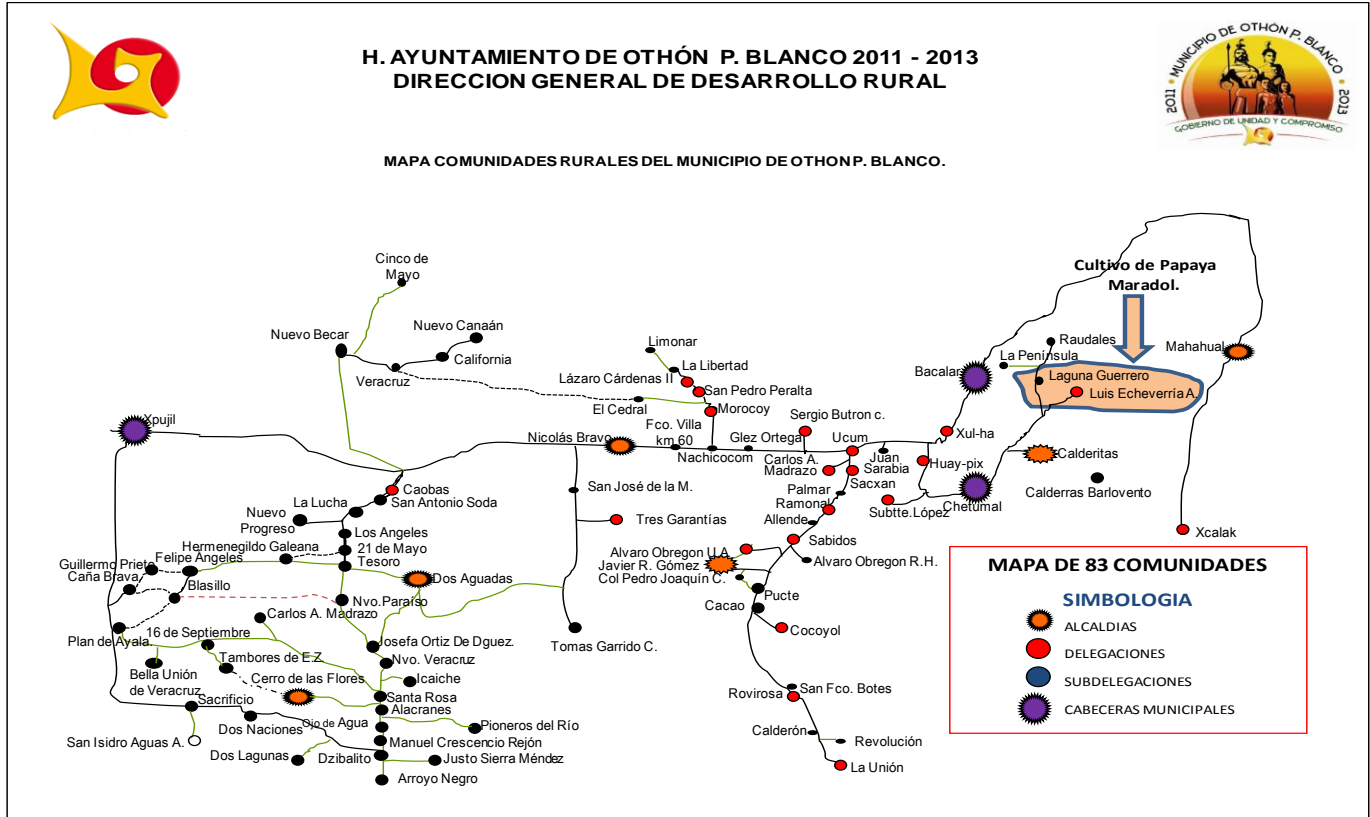 H. AYUNTAMIENTO DE OTHÓN P. BLANCO 2011 - 2013
DIRECCION GENERAL DE DESARROLLO RURAL
MUNICIPIO DE OTHÓN P. BLANCO
2011
2013
GOBIERNO DE UNIDAD Y COMPROMISO
MAPA COMUNIDADES RURALES DEL MUNICIPIO DE OTHON P. BLANCO.
Cinco de
Mayo
Cultivo de Papaya
Maradol.
Nuevo Becar
Nuevo Canaán
California
Veracruz
Limonar
La Libertad
Lázaro Cárdenas II
San Pedro Peralta
El Cedral
Morocoy
Raudales
La Península
Mahahual
Bacalar
Laguna Guerrero
Luis Echeverría A.
Xpujil
Nicolás Bravo
Fco. Villa
km 60
Nachicocom
Glez Ortega
Sergio Butron c.
Ucum
Carlos A.
Madrazo
Juan
Sarabia
Sacxan
Xul-ha
Huay-pix
Calderitas
Calderras Barlovento
Chetumal
Subtte.López
Xcalak
Caobas
San Antonio Soda
La Lucha
Nuevo
Progreso
San José de la M.
Tres Garantías
Palmar
Ramonal
Allende
Sabidos
Los Angeles
Hermenegildo Galeana
21 de Mayo
Tesoro
Guillermo Prieto
Felipe Ángeles
Caña Brava
Blasillo
Dos Aguadas
Alvaro Obregon U.A.
Javier R. Gómez
Col Pedro Joaquín C.
Alvaro Obregon R.H.
Pucte
Cacao
Cocoyol
Nvo.Paraíso
Carlos A. Madrazo
Plan de Ayala.
16 de Septiembre
Josefa Ortiz De Dguez.
Tomas Garrido C.
Tambores de E.Z.
Nvo. Veracruz
Bella Unión
de Veracruz
Cerro de las Flores
Icaiche
Santa Rosa
Sacrificio
Alacranes
Rovirosa
San Fco. Botes
Dos Naciones
Ojo de Agua
Pioneros del Río
San Isidro Aguas A.
Manuel Crescencio Rejón
Calderón
Revolución
Dos Lagunas
Dzibalito
Justo Sierra Méndez
La Unión
Arroyo Negro
MAPA DE 83 COMUNIDADES
SIMBOLOGIA
ALCALDIAS
DELEGACIONES
SUBDELEGACIONES
CABECERAS MUNICIPALES